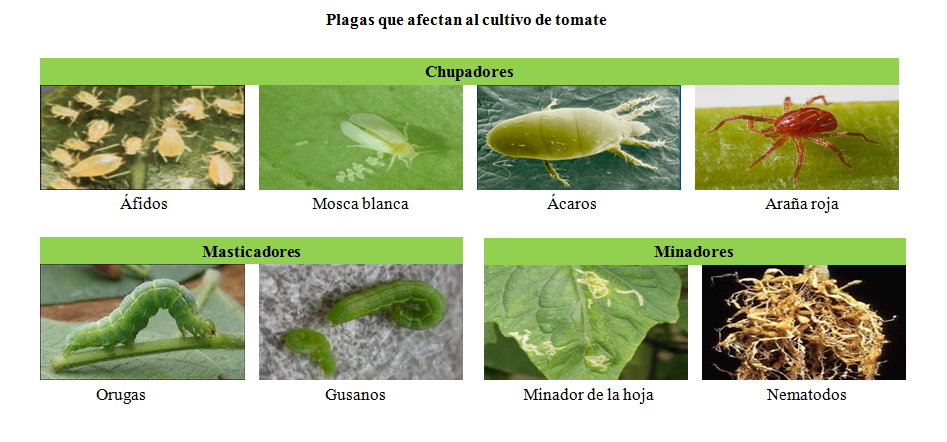 Plagas que afectan al cultivo de tomate
Chupadores
Áfidos Mosca blanca Ácaros Araña roja
Masticadores Minadores
Orugas Gusanos Minador de la hoja Nematodos